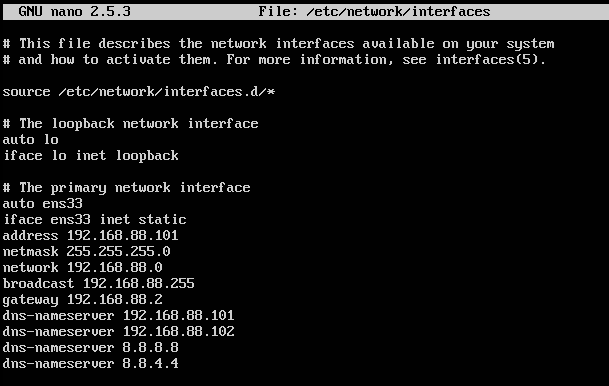 GNU nano 2.5.3 File: /etc/network/interfaces
# This file describes the network interfaces available on your system
# and how to activate them. For more information, see interfaces(5).
source /etc/network/interfaces.d/*
# The loopback network interface
auto lo
iface lo inet loopback
# The primary network interface
auto ens33
iface ens33 inet static
address 192.168.88.101
netmask 255.255.255.0
network 192.168.88.0
broadcast 192.168.88.255
gateway 192.168.88.2
dns-nameserver 192.168.88.101
dns-nameserver 192.168.88.102
dns-nameserver 8.8.8.8
dns-nameserver 8.8.4.4